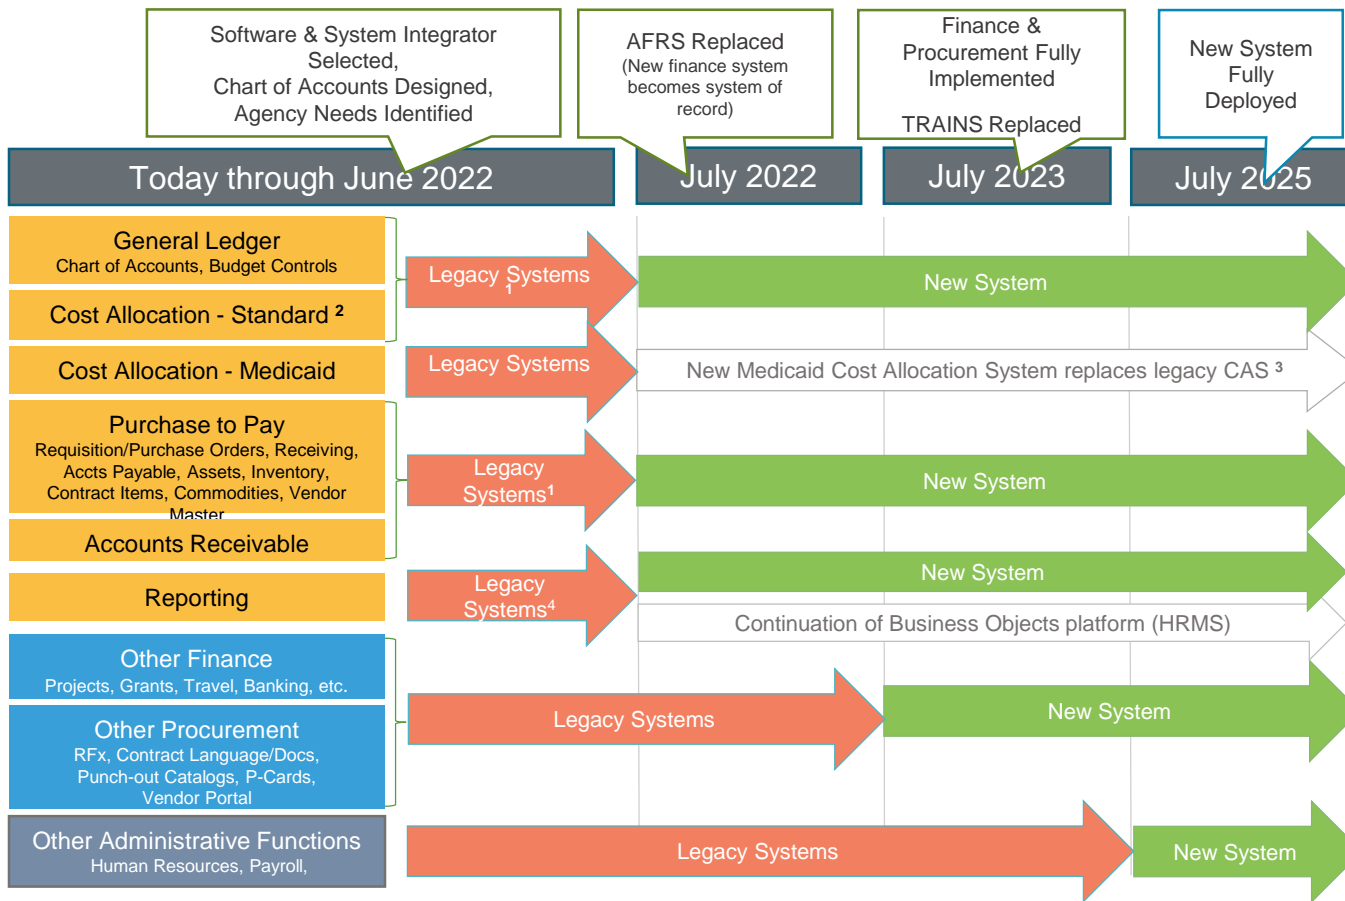 Software & System Integrator
Selected,
Chart of Accounts Designed,
Agency Needs Identified
AFRS Replaced
(New finance system
becomes system of
record)
Finance &
Procurement Fully
Implemented
TRAINS Replaced
New System
Fully
Deployed
Today through June 2022
July 2022
July 2023
July 2025
General Ledger
Chart of Accounts, Budget Controls
Cost Allocation - Standard ²
Legacy Systems
1
New System
Cost Allocation - Medicaid
Legacy Systems
New Medicaid Cost Allocation System replaces legacy CAS ³
Purchase to Pay
Requisition/Purchase Orders, Receiving,
Accts Payable, Assets, Inventory,
Contract Items, Commodities, Vendor
Master
Accounts Receivable
Legacy
Systems¹
New System
Reporting
Legacy
Systems⁴
New System
Continuation of Business Objects platform (HRMS)
Other Finance
Projects, Grants, Travel, Banking, etc.
Other Procurement
RFx, Contract Language/Docs,
Punch-out Catalogs, P-Cards,
Vendor Portal
Legacy Systems
New System
Other Administrative Functions
Human Resources, Payroll,
Legacy Systems
New System